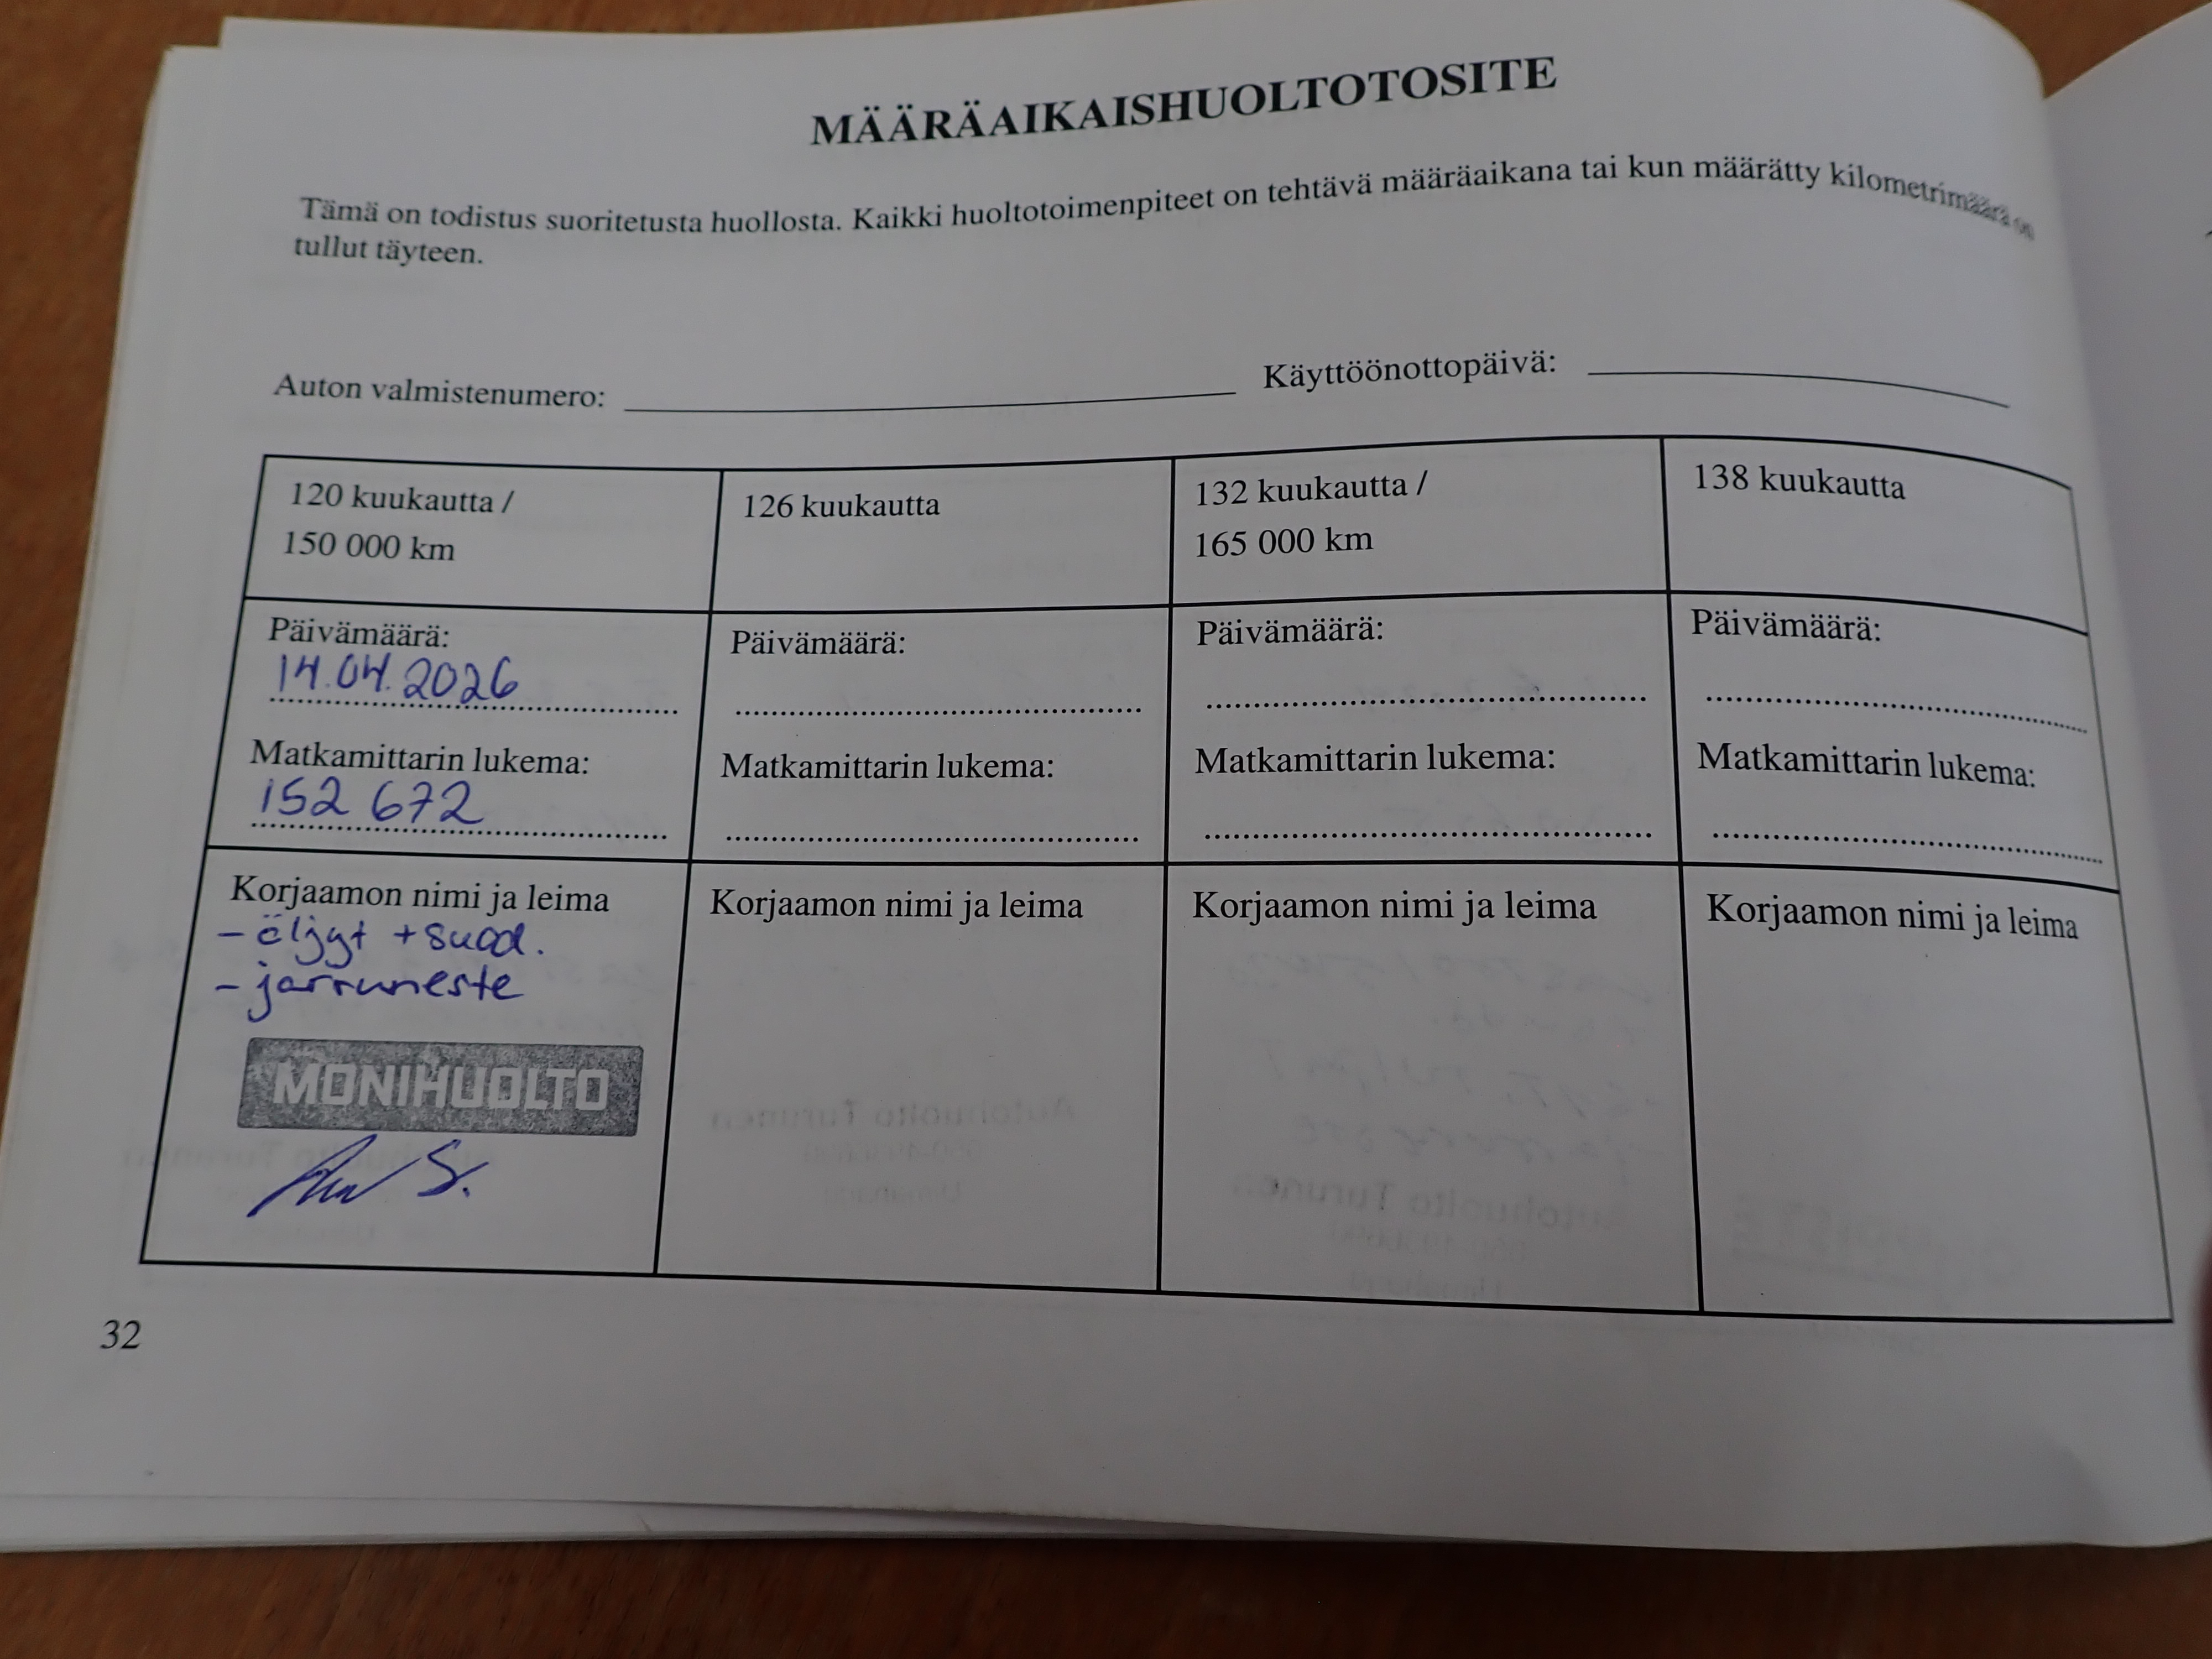 MÄÄRÄAIKAISHUOLTOTOSITE
Tämä on todistus suoritetusta huollosta. Kaikki huoltotoimenpiteet on tehtävä määräaikana tai kun määrätty kilometrimäärä on
tullut täyteen.
Auton valmistenumero:
Käyttöönottopäivä:
120 kuukautta /
150 000 km
126 kuukautta
132 kuukautta /
165 000 km
138 kuukautta
Päivämäärä:
14.04.2026
Matkamittarin lukema:
152 672
Päivämäärä:
Matkamittarin lukema:
Päivämäärä:
Matkamittarin lukema:
Päivämäärä:
Matkamittarin lukema:
Korjaamon nimi ja leima
- öljyt + suod.
- jarruneste
MONIHUOLTO
S.
Korjaamon nimi ja leima
Korjaamon nimi ja leima
Korjaamon nimi ja leima
32